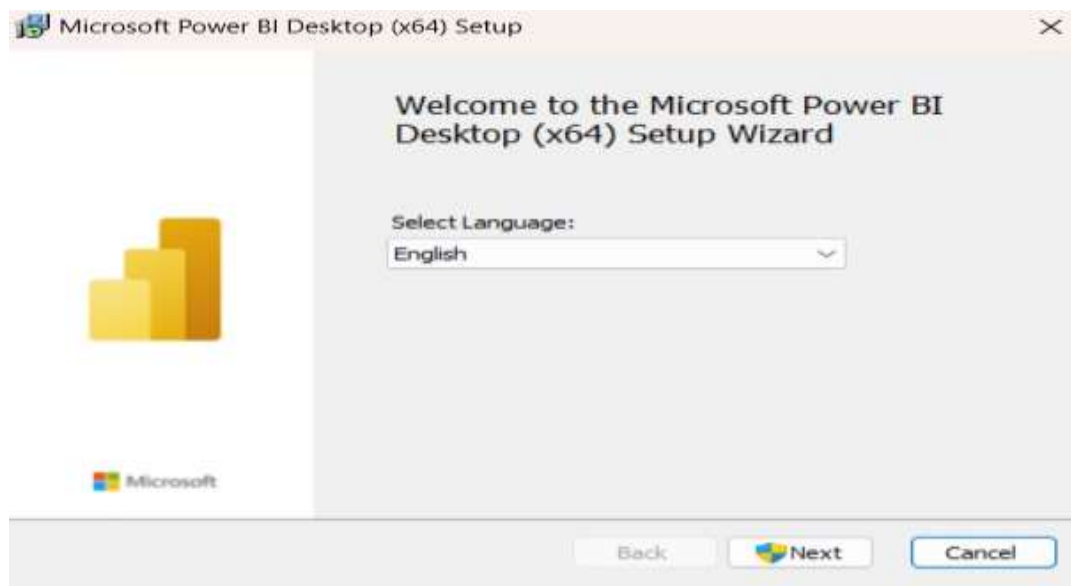 Microsoft Power BI Desktop (x64) Setup
Welcome to the Microsoft Power BI
Desktop (x64) Setup Wizard
Select Language:
English
Microsoft
Back
Next
Cancel